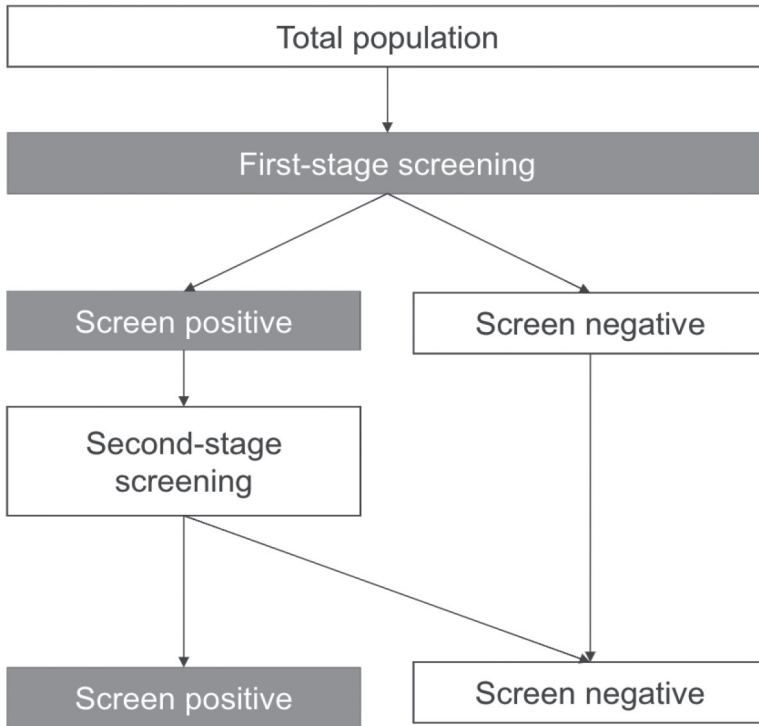 Total population
First-stage screening
Screen positive
Screen negative
Second-stage
screening
Screen positive
Screen negative